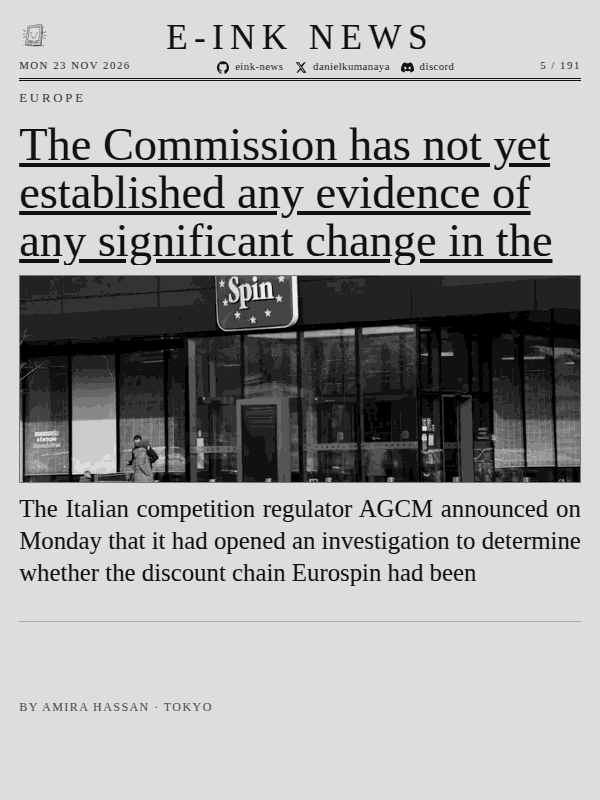 E-INK NEWS
MON 23 NOV 2026
eink-news
danielkumanaya
discord
5 / 191
EUROPE
The Commission has not yet
established any evidence of
any significant change in the
Spin
The Italian competition regulator AGCM announced on
Monday that it had opened an investigation to determine
whether the discount chain Eurospin had been
BY AMIRA HASSAN · TOKYO